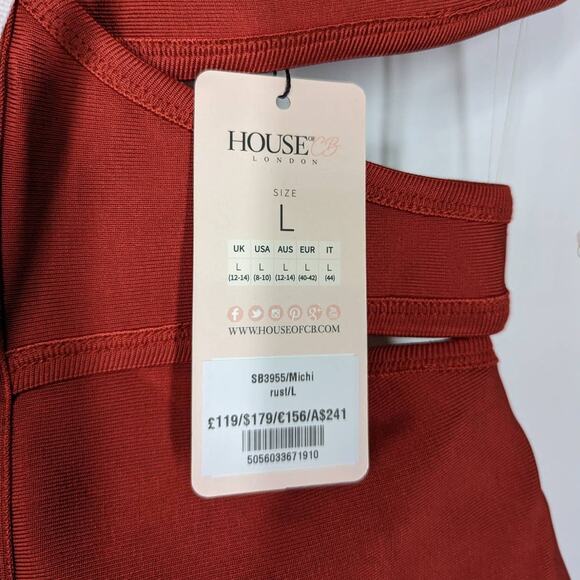 HOUSE OF CB
LONDON
SIZE
L
UK USA AUS EUR IT
L L L L L
(12-14) (8-10) (12-14) (40-42) (44)
WWW.HOUSEOFCB.COM
SB3955/Michi
rust/L
£119/$179/€156/A$241
5056033671910